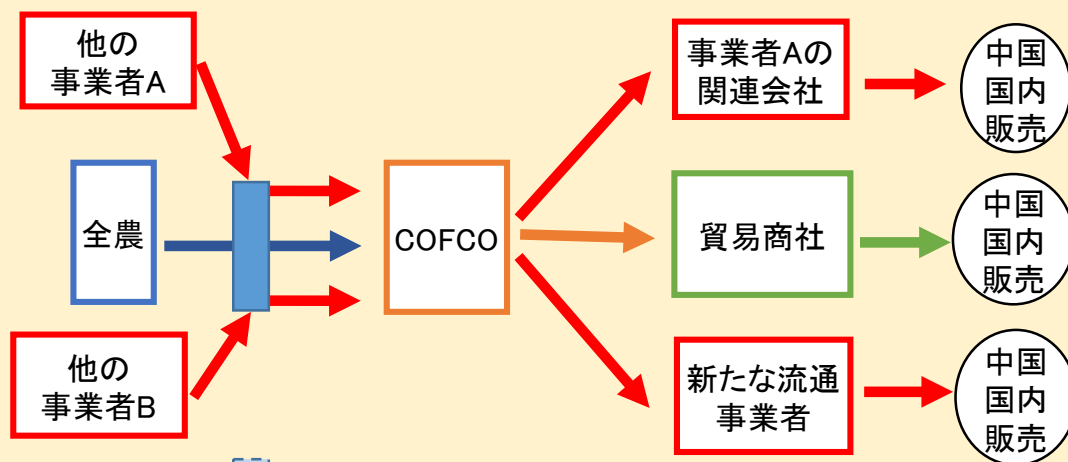 他の
事業者A
事業者Aの
関連会社
中国
国内
販売
全農
COFCO
貿易商社
中国
国内
販売
他の
事業者B
新たな流通
事業者
中国
国内
販売